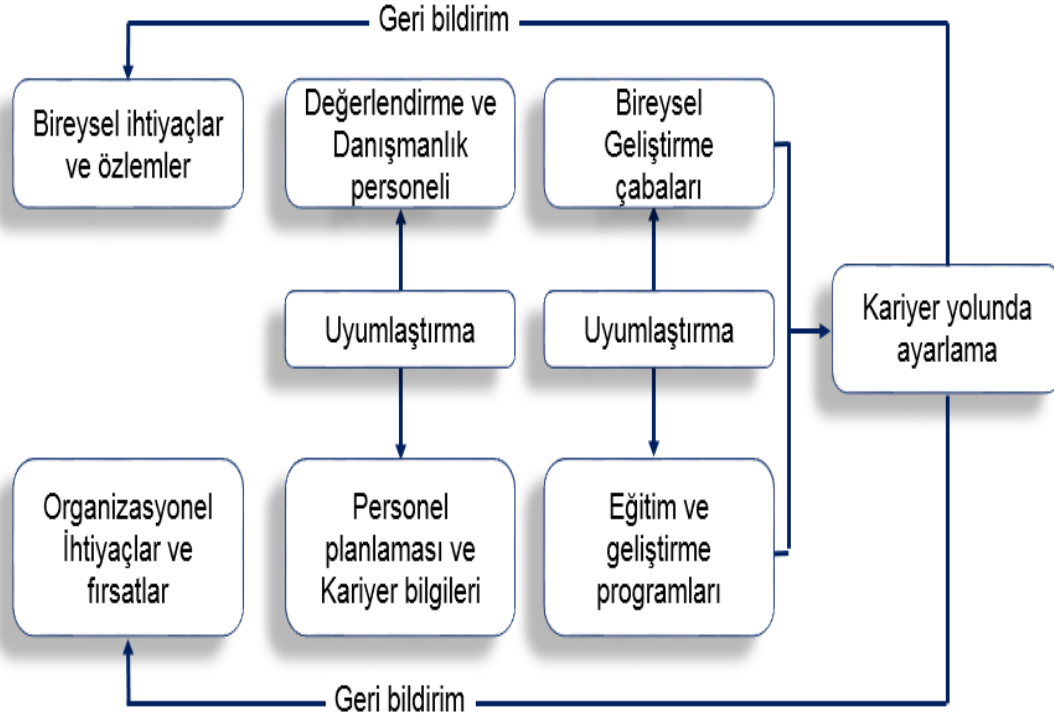 Geri bildirim
Bireysel ihtiyaçlar
ve özlemler
Değerlendirme ve
Danışmanlık
personeli
Bireysel
Geliştirme
çabaları
Uyumlaştırma
Uyumlaştırma
Kariyer yolunda
ayarlama
Organizasyonel
İhtiyaçlar ve
fırsatlar
Personel
planlaması ve
Kariyer bilgileri
Eğitim ve
geliştirme
programları
Geri bildirim